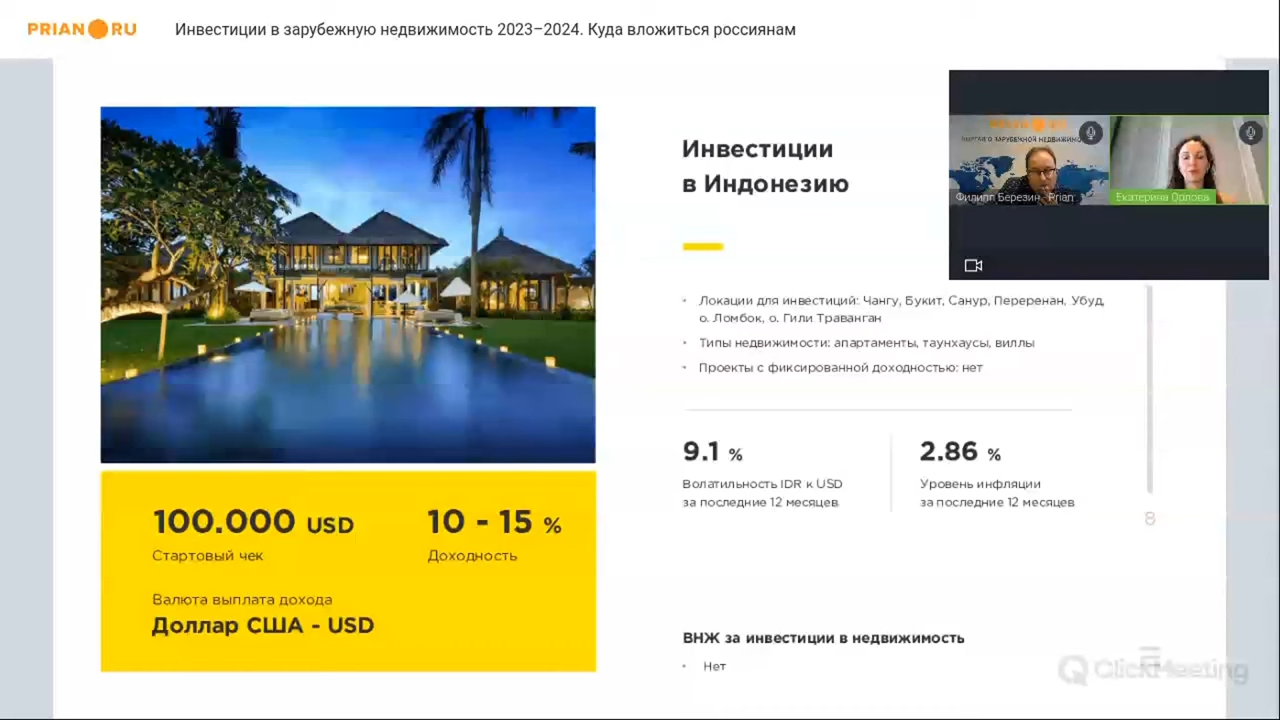 PRIAN RU
Инвестиции в зарубежную недвижимость 2023–2024. Куда вложиться россиянам
Инвестиции
в Индонезию
Филипп Березин - Prian
Екатерина Орлова
• Локации для инвестиций: Чангу, Букит, Санур, Переренан, Убуд,
о. Ломбок, о. Гили Траванган
• Типы недвижимости: апартаменты, таунхаусы, виллы
• Проекты с фиксированной доходностью: нет
9.1 %
Волатильность IDR к USD
за последние 12 месяцев
2.86 %
Уровень инфляции
за последние 12 месяцев
8
100.000 USD
Стартовый чек
10 - 15 %
Доходность
Валюта выплата дохода
Доллар США - USD
ВНЖ за инвестиции в недвижимость
• Нет
ClickMeeting